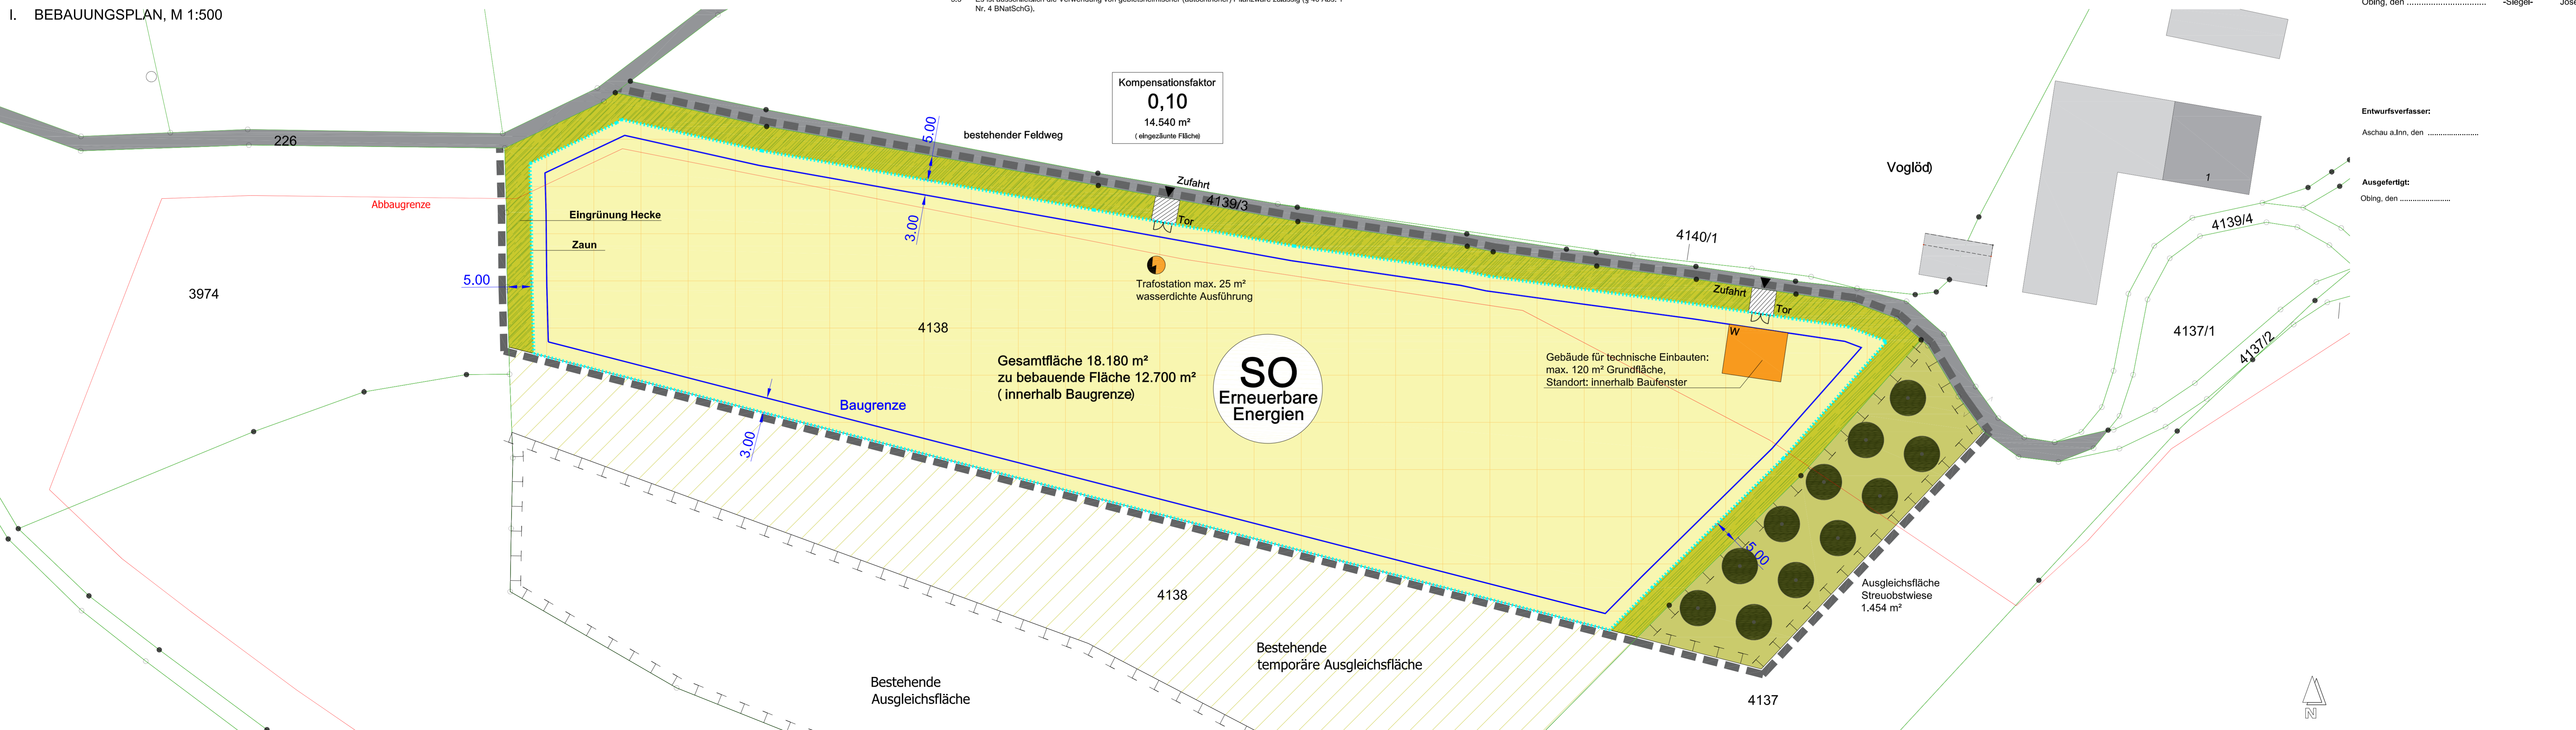 I. BEBAUUNGSPLAN, M 1:500
Nr. 4 BNatSchG).
Obing, den ................................ -Siegel-
Kompensationsfaktor
0,10
14.540 m²
( eingezäunte Fläche)
Entwurfsverfasser:
Aschau a.Inn, den ........................
Ausgefertigt:
Obing, den ........................
226
5.00
bestehender Feldweg
Voglöd)
1
Zufahrt
4139/3
Abbaugrenze
EIngrünung Hecke
Tor
3.00
4139/4
Zaun
4140/1
5.00
3974
Trafostation max. 25 m²
wasserdichte Ausführung
Zufahrt
Tor
4138
W
4137/1
4137/2
Gesamtfläche 18.180 m²
zu bebauende Fläche 12.700 m²
( innerhalb Baugrenze)
SO
Erneuerbare
Energien
Gebäude für technische Einbauten:
max. 120 m² Grundfläche,
Standort: innerhalb Baufenster
Baugrenze
3.00
5.00
Ausgleichsfläche
Streuobstwiese
1.454 m²
4138
Bestehende
temporäre Ausgleichsfläche
Bestehende
Ausgleichsfläche
4137
N